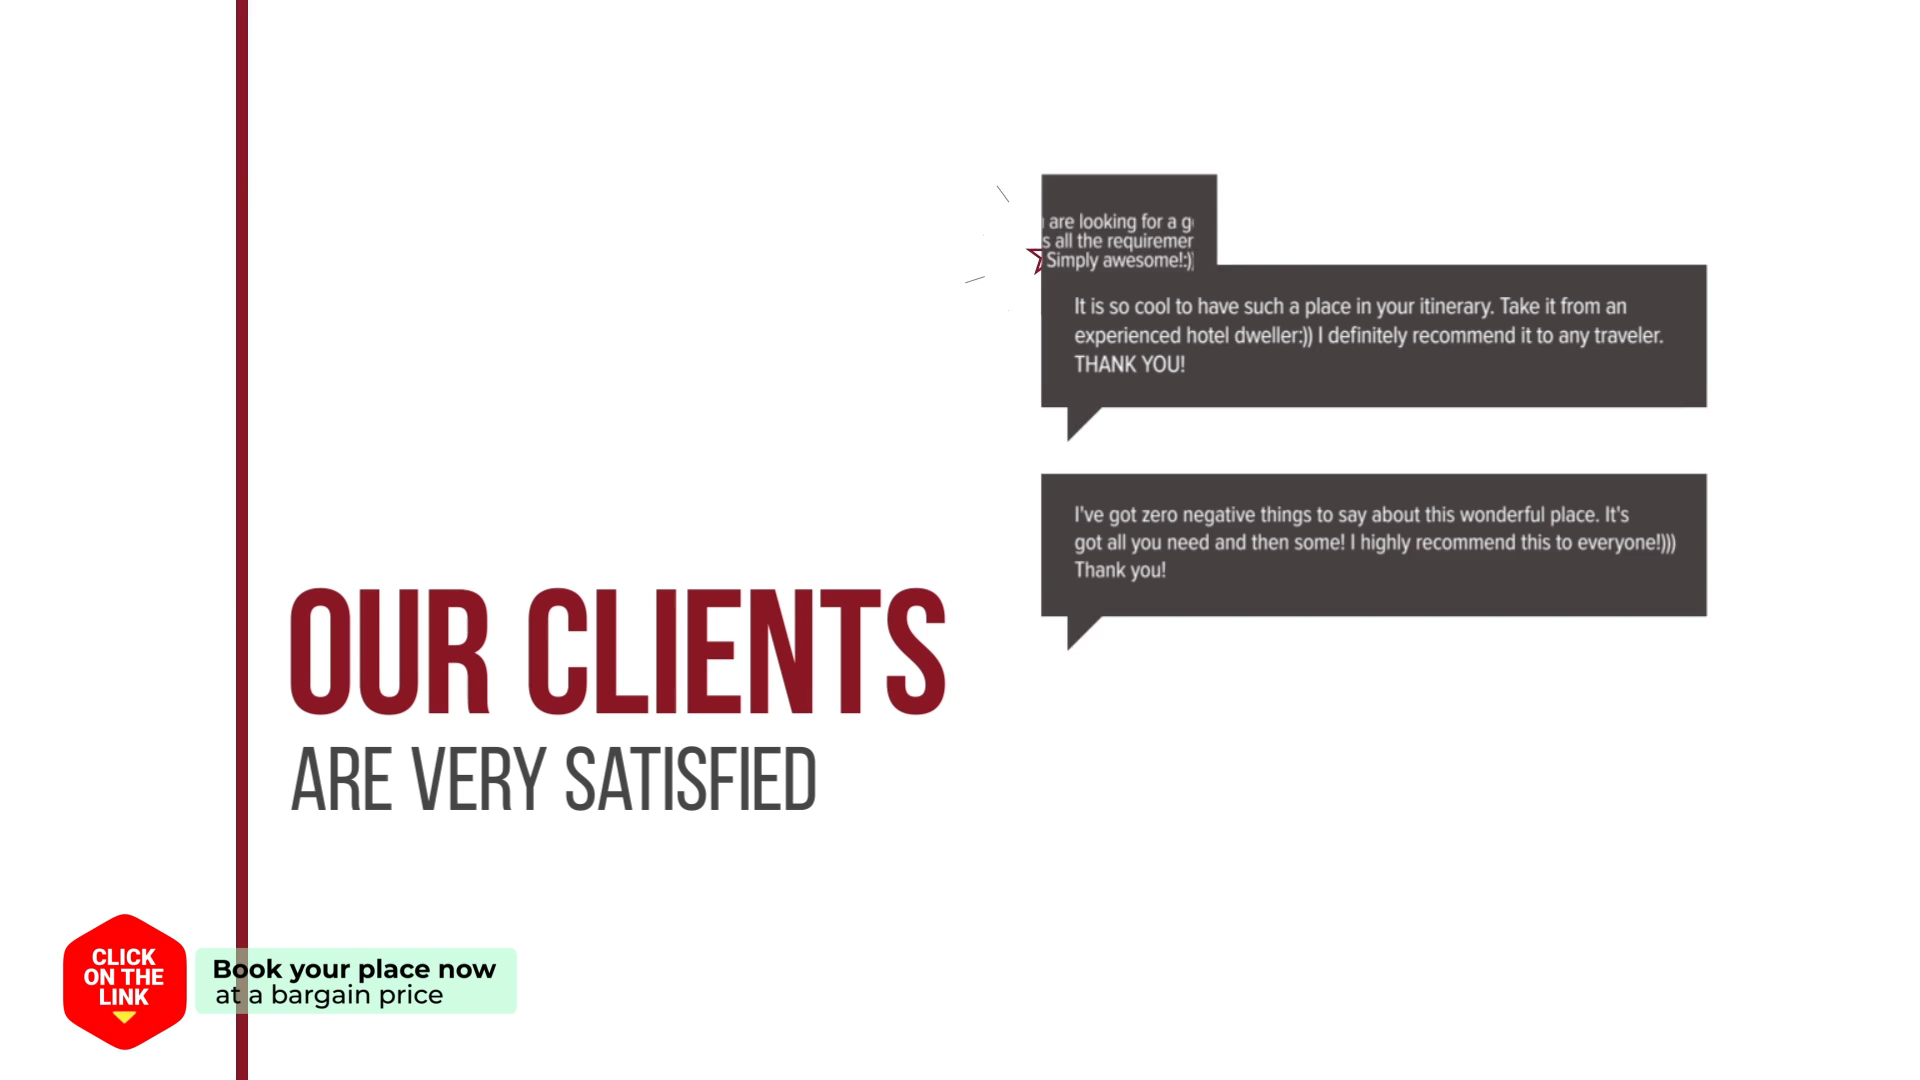 are looking for a
all the
Simply awesome!:)
It is so cool to have such a place in your itinerary. Take it from an
experienced hotel dweller:)) I definitely recommend it to any traveler.
THANK YOU!
I've got zero negative things to say about this wonderful place. It's
got all you need and then some! I highly recommend this to everyone!)))
Thank you!
OUR CLIENTS
ARE VERY SATISFIED
CLICK
ON THE
LINK
Book your place now
at a bargain price